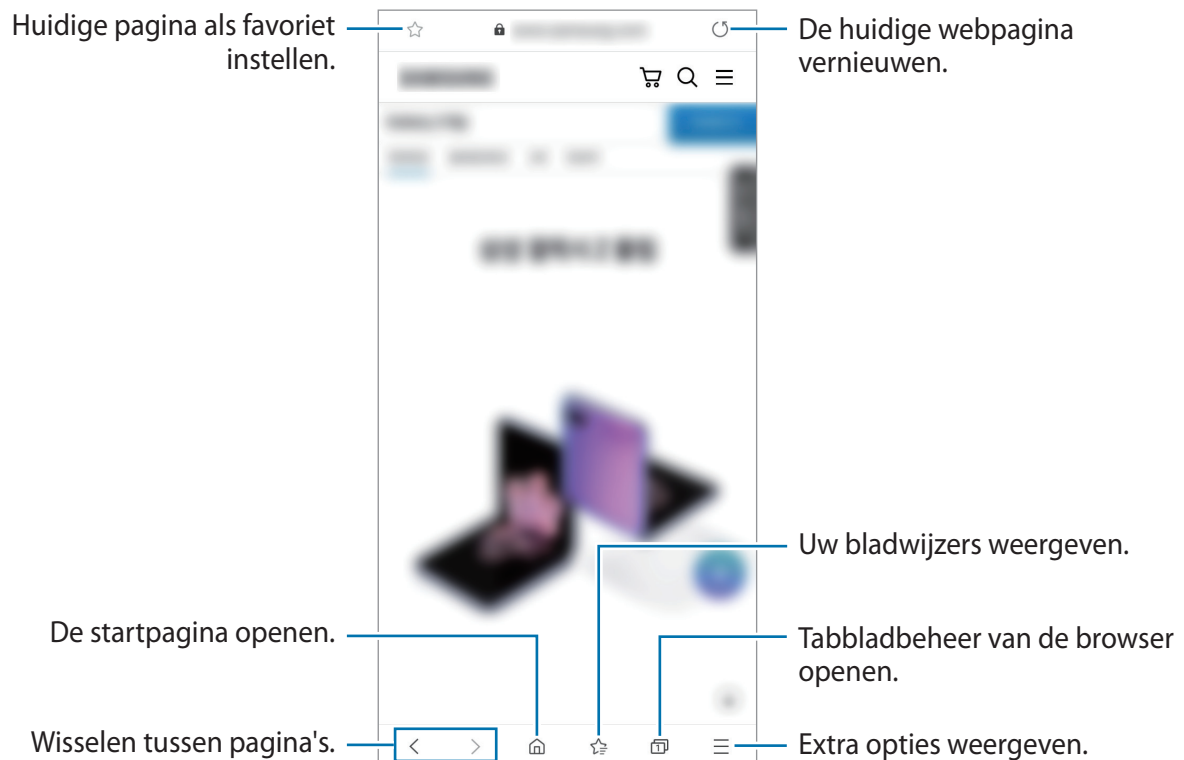 Huidige pagina als favoriet
instellen.
De huidige webpagina
vernieuwen.
Uw bladwijzers weergeven.
De startpagina openen.
Tabbladbeheer van de browser
openen.
1
Wisselen tussen pagina's.
Extra opties weergeven.